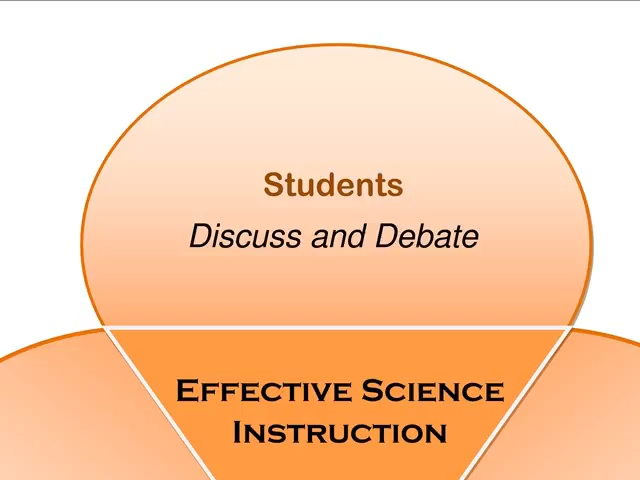 Students
Discuss and Debate
Effective Science
Instruction